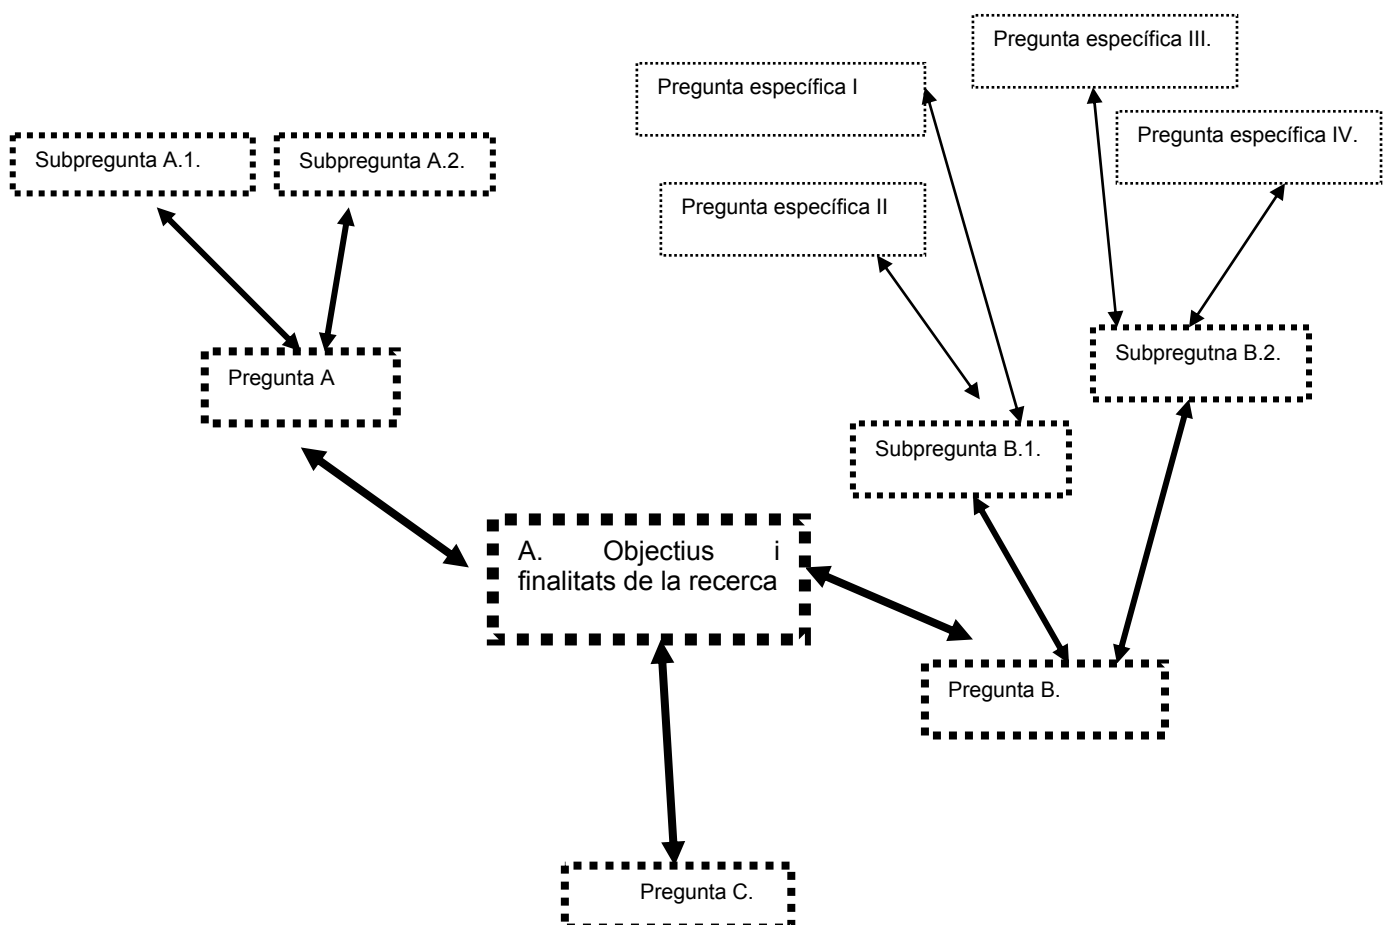 Pregunta específica III.
Pregunta específica I
Pregunta específica IV.
Subpregunta A.1.
Subpregunta A.2.
Pregunta específica II
Subpregutna B.2.
Pregunta A
Subpregunta B.1.
A. Objectius i
finalitats de la recerca
Pregunta B.
Pregunta C.